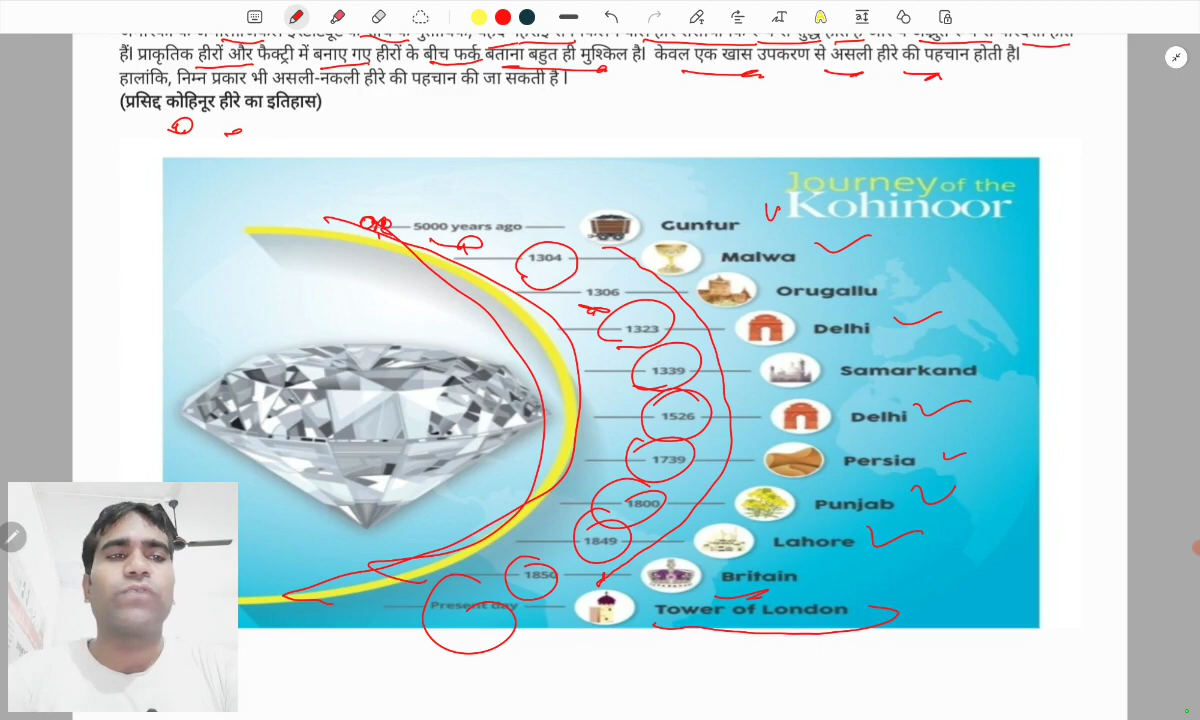 हैं। प्राकृतिक हीरों और फैक्ट्री में बनाए गए हीरों के बीच फर्क बताना बहुत ही मुश्किल है। केवल एक खास उपकरण से असली हीरे की पहचान होती है।
हालांकि, निम्न प्रकार भी असली-नकली हीरे की पहचान की जा सकती है।
(प्रसिद्द कोहिनूर हीरे का इतिहास)
Journey of the
Kohinoor
5000 years ago Guntur
1304 Malwa
1306 Orugallu
1323 Delhi
1339 Samarkand
1526 Delhi
1739 Persia
1800 Punjab
1849 Lahore
1850 Britain
Present day Tower of London